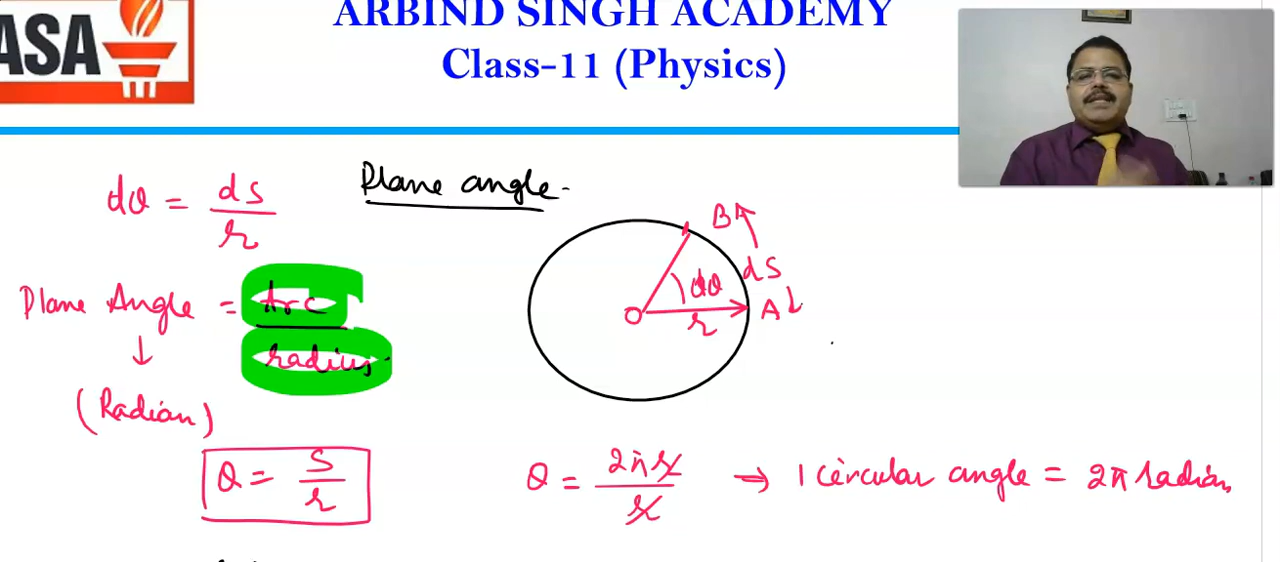 ASA
ARBIND SINGH ACADEMY
Class-11 (Physics)
Plane angle.
dθ = ds/r
B
dθ
ds
O
r
A
Plane Angle = Arc/radius
↓
(Radian)
θ = s/r
θ = 2πr/r → 1 circular angle = 2π radian